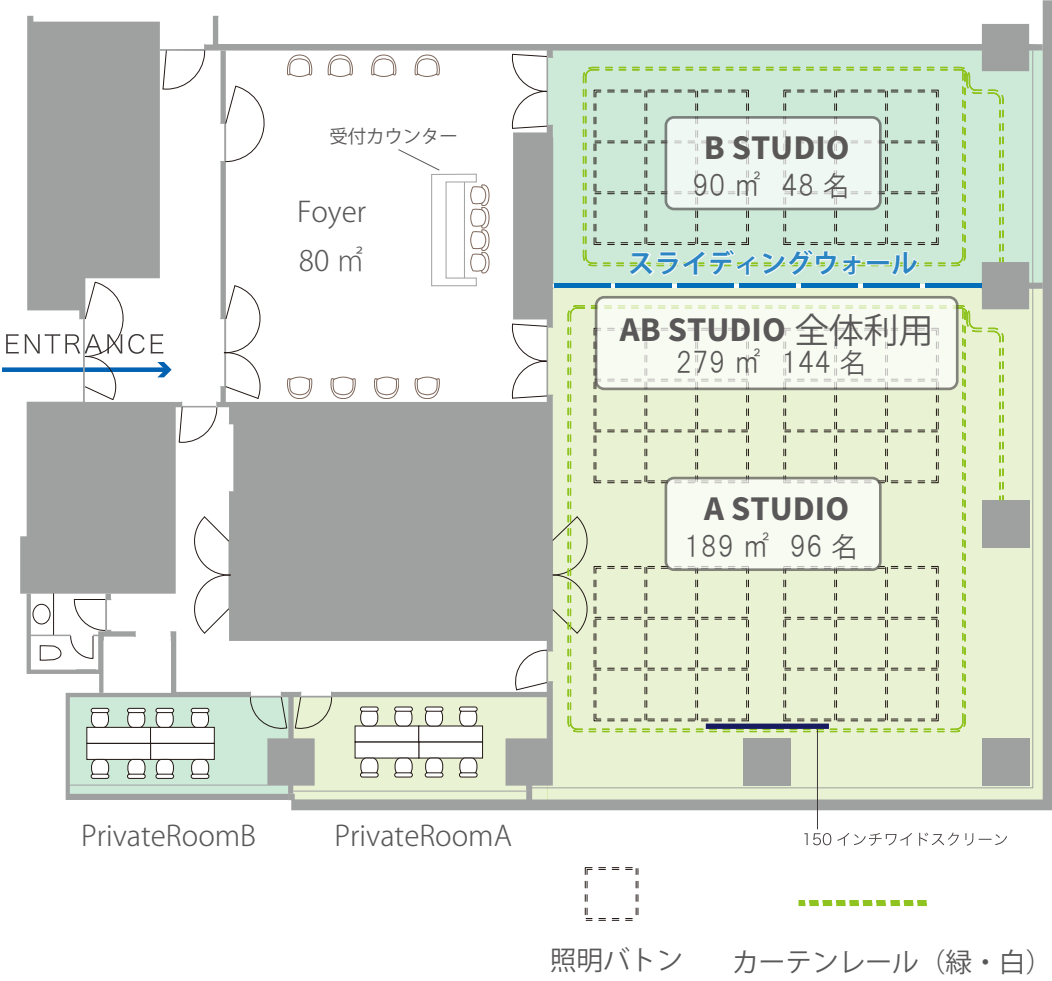 受付カウンター
Foyer
80 ㎡
ENTRANCE
B STUDIO
90 ㎡ 48 名
スライディングウォール
AB STUDIO 全体利用
279 ㎡ 144 名
A STUDIO
189 ㎡ 96 名
PrivateRoomB
PrivateRoomA
150 インチワイドスクリーン
照明バトン
カーテンレール（緑・白）